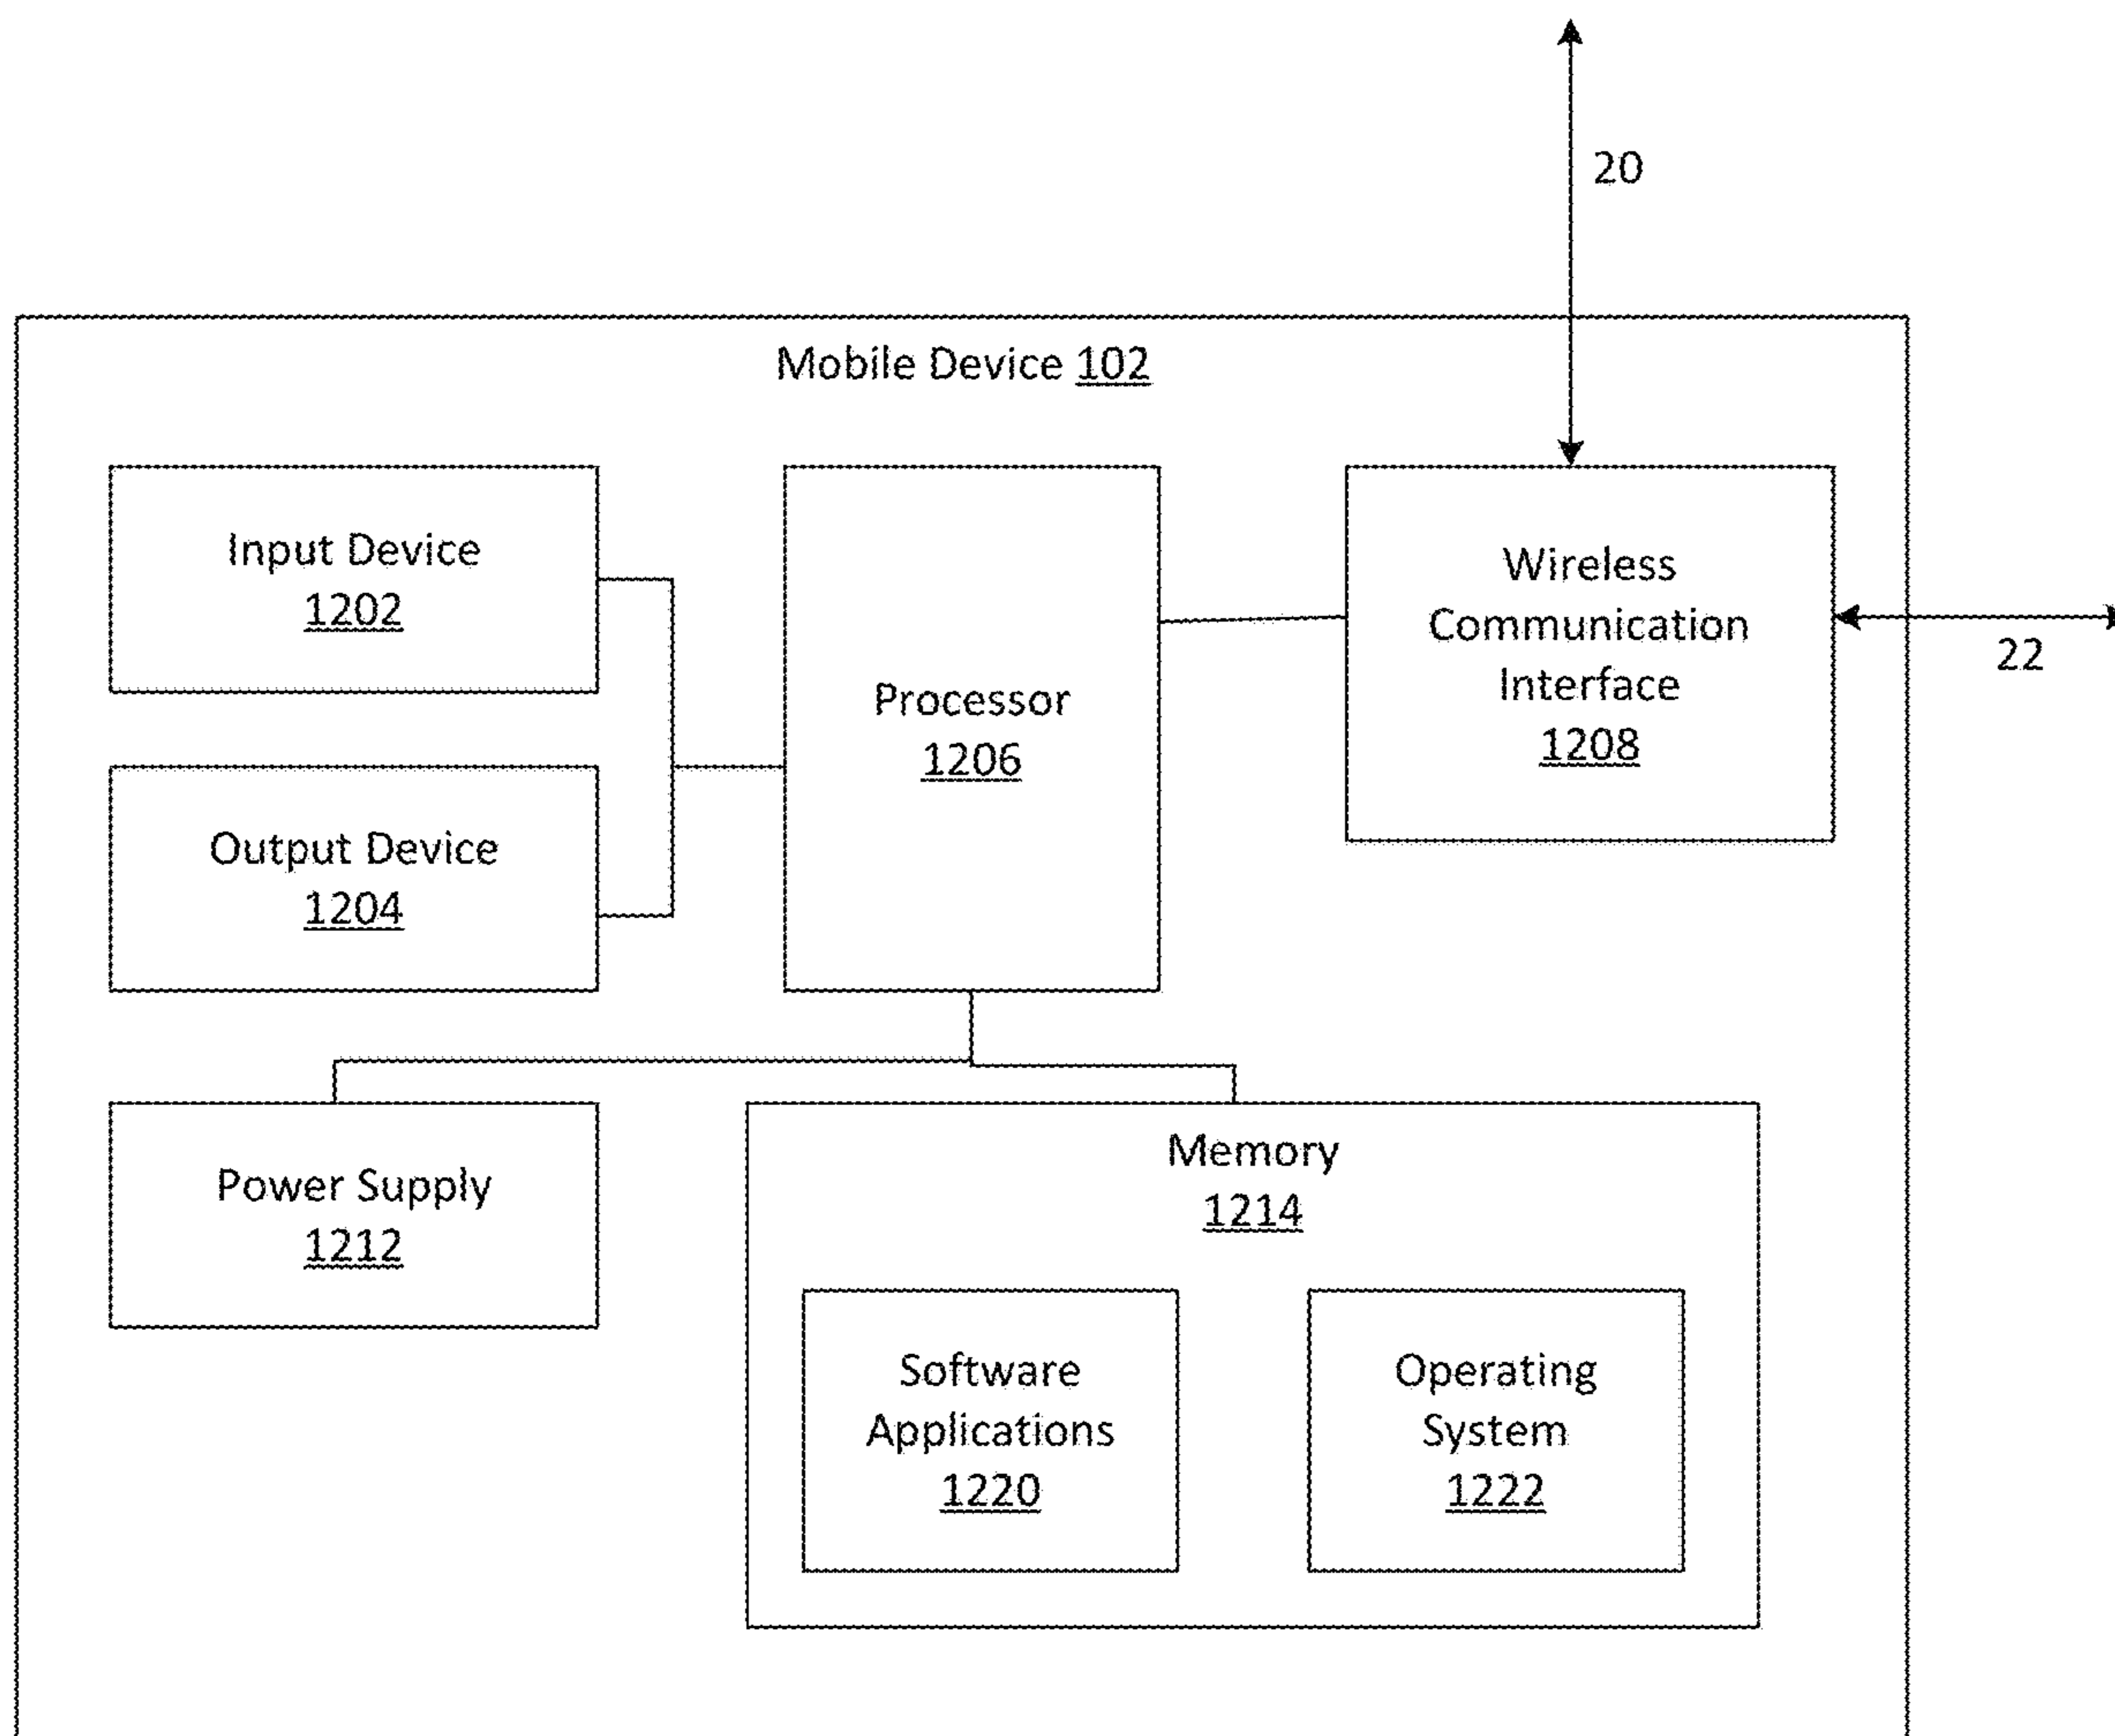 20
Mobile Device 102
Input Device
1202
Processor
1206
Wireless
Communication
Interface
1208
22
Output Device
1204
Power Supply
1212
Memory
1214
Software
Applications
1220
Operating
System
1222